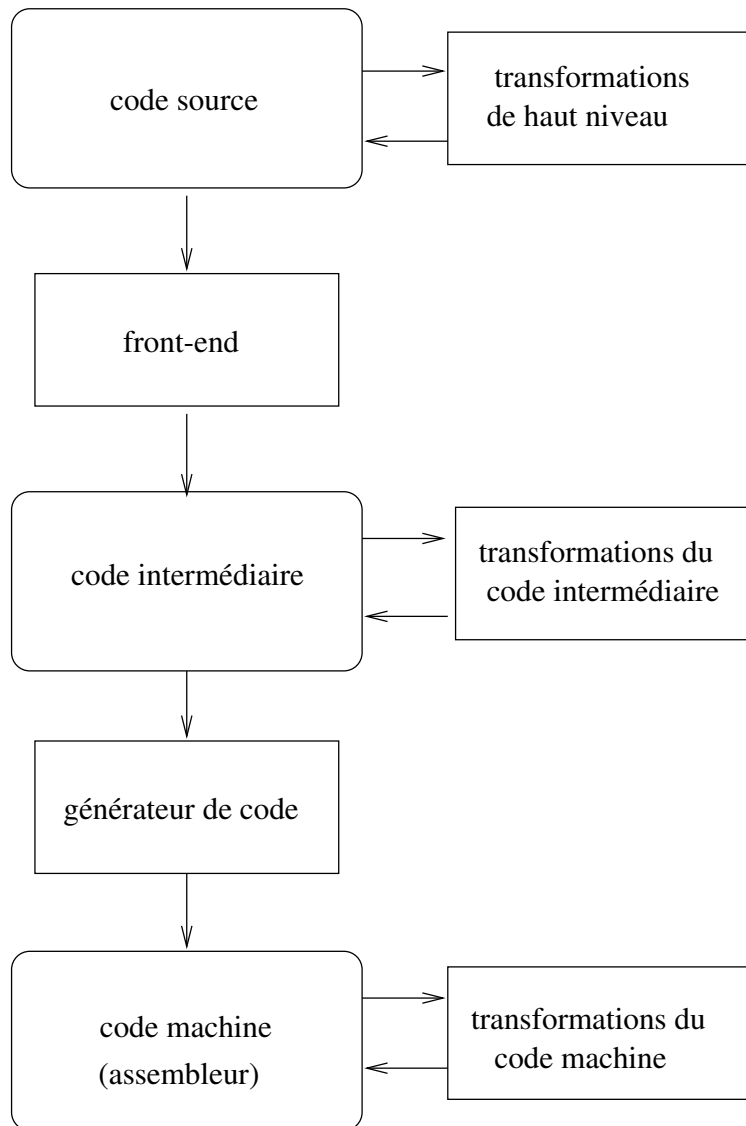 code source
transformations
de haut niveau
front-end
code intermédiaire
transformations du
code intermédiaire
générateur de code
code machine
(assembleur)
transformations du
code machine